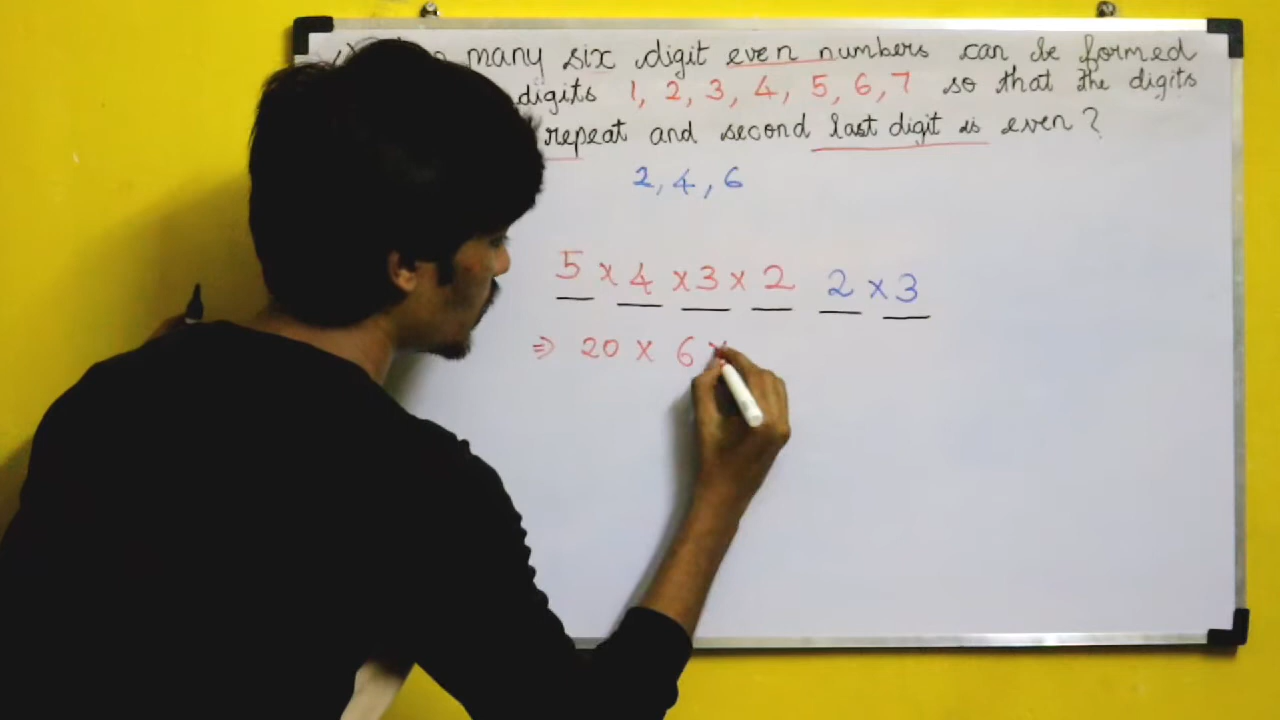 many six digit even numbers can be formed
digits 1, 2, 3, 4, 5, 6, 7 so that the digits
repeat and second last digit is even?
2, 4, 6
5 x 4 x 3 x 2 2 x 3
⇒ 20 x 6 x